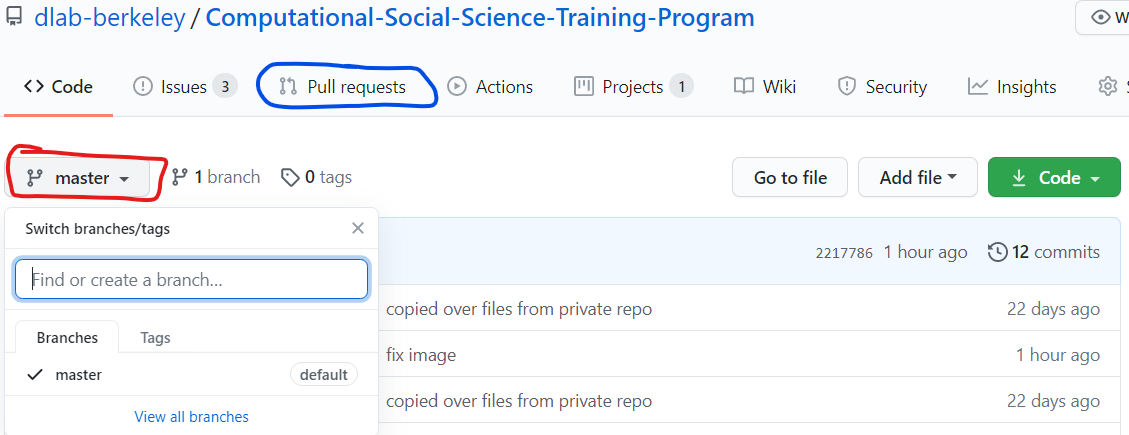 dlab-berkeley / Computational-Social-Science-Training-Program
Code Issues 3 Pull requests Actions Projects 1 Wiki Security Insights
master 1 branch 0 tags Go to file Add file Code
Switch branches/tags
2217786 1 hour ago 12 commits
Find or create a branch...
copied over files from private repo 22 days ago
Branches Tags
fix image 1 hour ago
master default
copied over files from private repo 22 days ago
View all branches